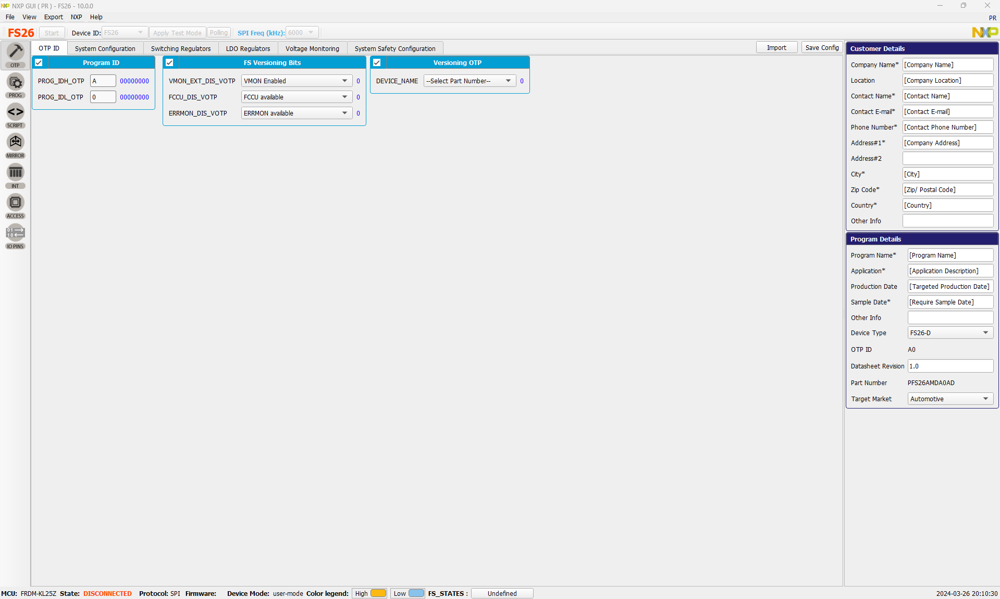 NXP GUI ( PR ) - FS26 - 10.0.0
File View Export NXP Help
PR
FS26 Start Device ID: FS26 Apply Test Mode Polling SPI Freq (kHz): 6000
NXP
OTP
PROG
SCRIPT
MIRROR
INT
ACCESS
01
10
IO PINS
OTP ID System Configuration Switching Regulators LDO Regulators Voltage Monitoring System Safety Configuration Import Save Config
Program ID
PROG_IDH_OTP A 00000000
PROG_IDL_OTP 0 00000000
FS Versioning Bits
VMON_EXT_DIS_VOTP VMON Enabled 0
FCCU_DIS_VOTP FCCU available 0
ERRMON_DIS_VOTP ERRMON available 0
Versioning OTP
DEVICE_NAME --Select Part Number-- 0
Customer Details
Company Name* [Company Name]
Location [Company Location]
Contact Name* [Contact Name]
Contact E-mail* [Contact E-mail]
Phone Number* [Contact Phone Number]
Address#1* [Company Address]
Address#2
City* [City]
Zip Code* [Zip/ Postal Code]
Country* [Country]
Other Info
Program Details
Program Name* [Program Name]
Application* [Application Description]
Production Date [Targeted Production Date]
Sample Date* [Require Sample Date]
Other Info
Device Type FS26-D
OTP ID A0
Datasheet Revision 1.0
Part Number PFS26AMDA0AD
Target Market Automotive
MCU: FRDM-KL25Z State: DISCONNECTED Protocol: SPI Firmware: Device Mode: user-mode Color legend: High Low FS_STATES : Undefined 2024-03-26 20:10:30